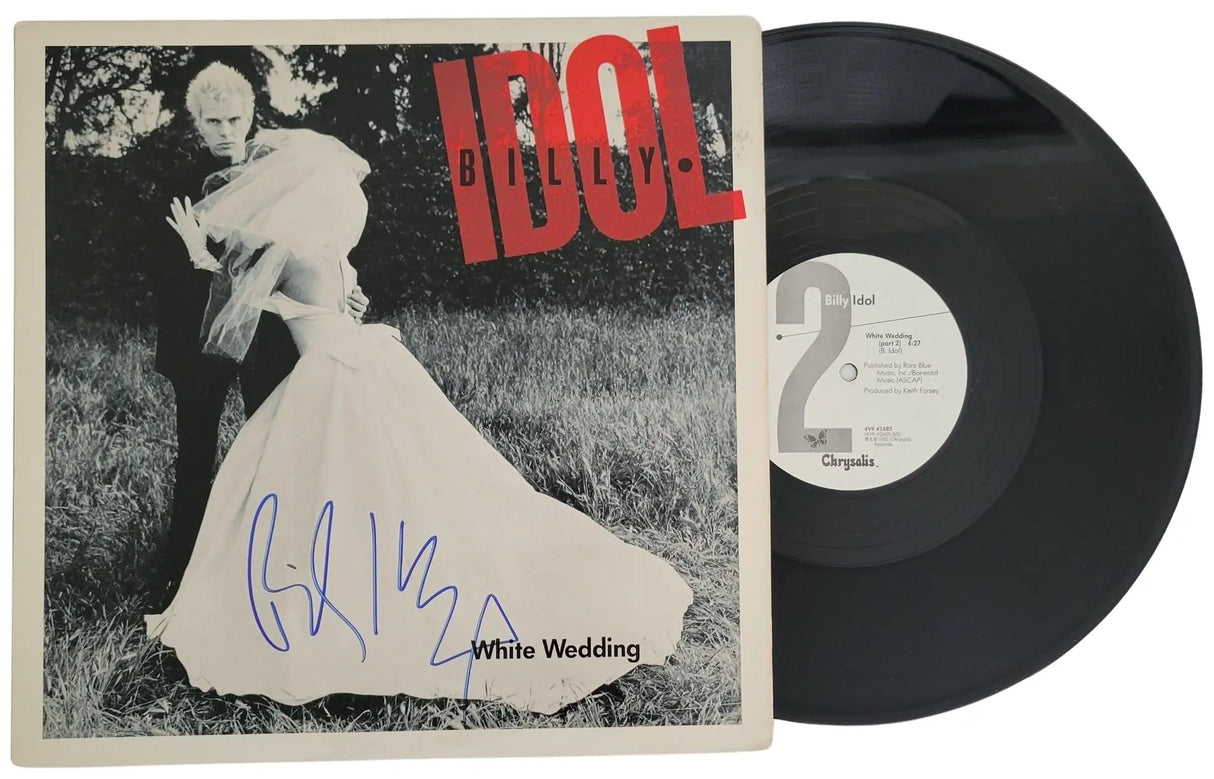 IDOL
BILLY•
White Wedding
2
Billy Idol
White Wedding
(part 2) 4:27
(B. Idol)
Published by Rare Blue
Music, Inc./Boneidol
Music (ASCAP)
Produced by Keith Forsey
4V9 42685
Records
Chrysalis